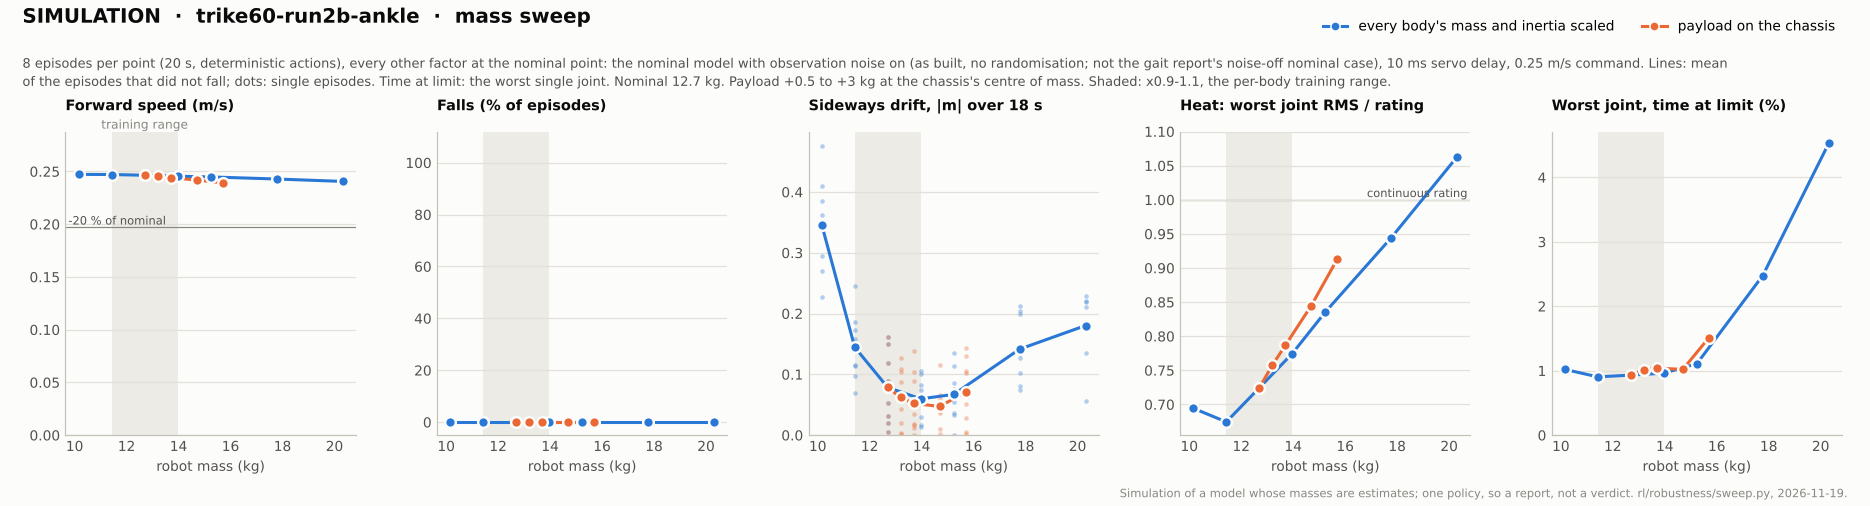 SIMULATION · trike60-run2b-ankle · mass sweep
every body's mass and inertia scaled
payload on the chassis
8 episodes per point (20 s, deterministic actions), every other factor at the nominal point: the nominal model with observation noise on (as built, no randomisation; not the gait report's noise-off nominal case), 10 ms servo delay, 0.25 m/s command. Lines: mean
of the episodes that did not fall; dots: single episodes. Time at limit: the worst single joint. Nominal 12.7 kg. Payload +0.5 to +3 kg at the chassis's centre of mass. Shaded: x0.9-1.1, the per-body training range.
Forward speed (m/s)
training range
0.25
0.20
0.15
0.10
0.05
0.00
-20 % of nominal
10 12 14 16 18 20
robot mass (kg)
Falls (% of episodes)
100
80
60
40
20
0
10 12 14 16 18 20
robot mass (kg)
Sideways drift, |m| over 18 s
0.4
0.3
0.2
0.1
0.0
10 12 14 16 18 20
robot mass (kg)
Heat: worst joint RMS / rating
1.10
1.05
1.00
0.95
0.90
0.85
0.80
0.75
0.70
continuous rating
10 12 14 16 18 20
robot mass (kg)
Worst joint, time at limit (%)
4
3
2
1
0
10 12 14 16 18 20
robot mass (kg)
Simulation of a model whose masses are estimates; one policy, so a report, not a verdict. rl/robustness/sweep.py, 2026-11-19.